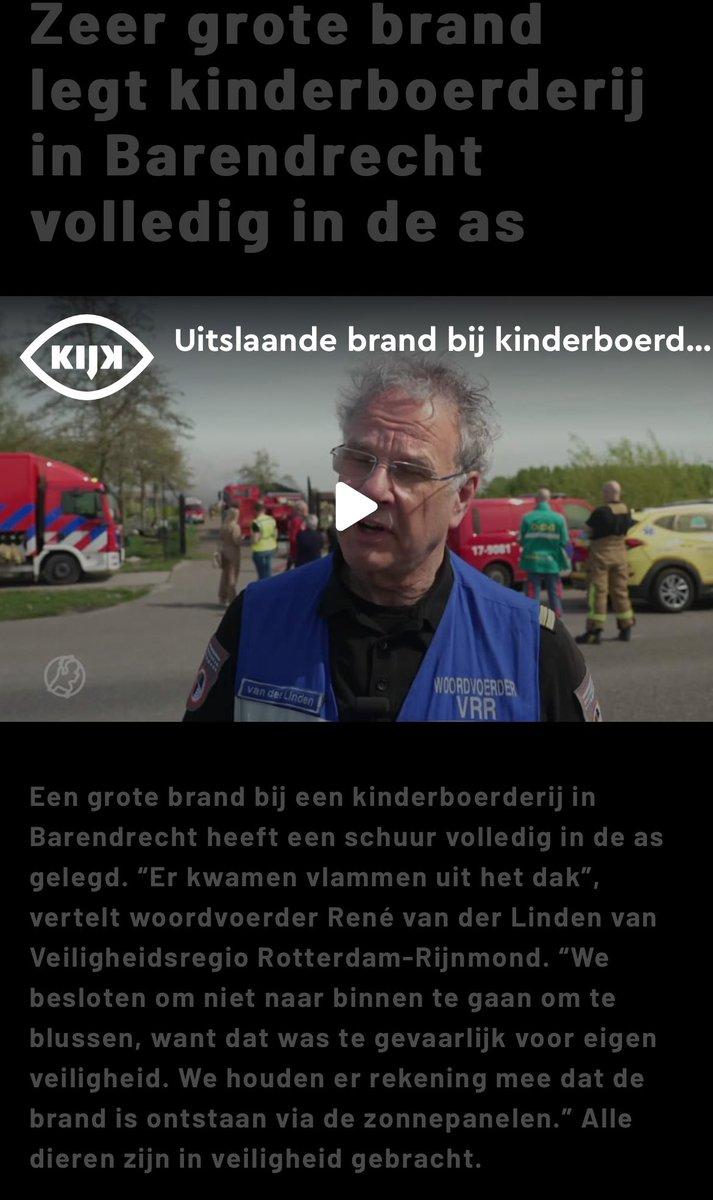 Zeer grote brand
legt kinderboerderij
in Barendrecht
volledig in de as
KIJK
Uitslaande brand bij kinderboerd...
17-9081
van der Linden
WOORDVOERDER
VRR
Een grote brand bij een kinderboerderij in
Barendrecht heeft een schuur volledig in de as
gelegd. “Er kwamen vlammen uit het dak”,
vertelt woordvoerder René van der Linden van
Veiligheidsregio Rotterdam-Rijnmond. “We
besloten om niet naar binnen te gaan om te
blussen, want dat was te gevaarlijk voor eigen
veiligheid. We houden er rekening mee dat de
brand is ontstaan via de zonnepanelen.” Alle
dieren zijn in veiligheid gebracht.